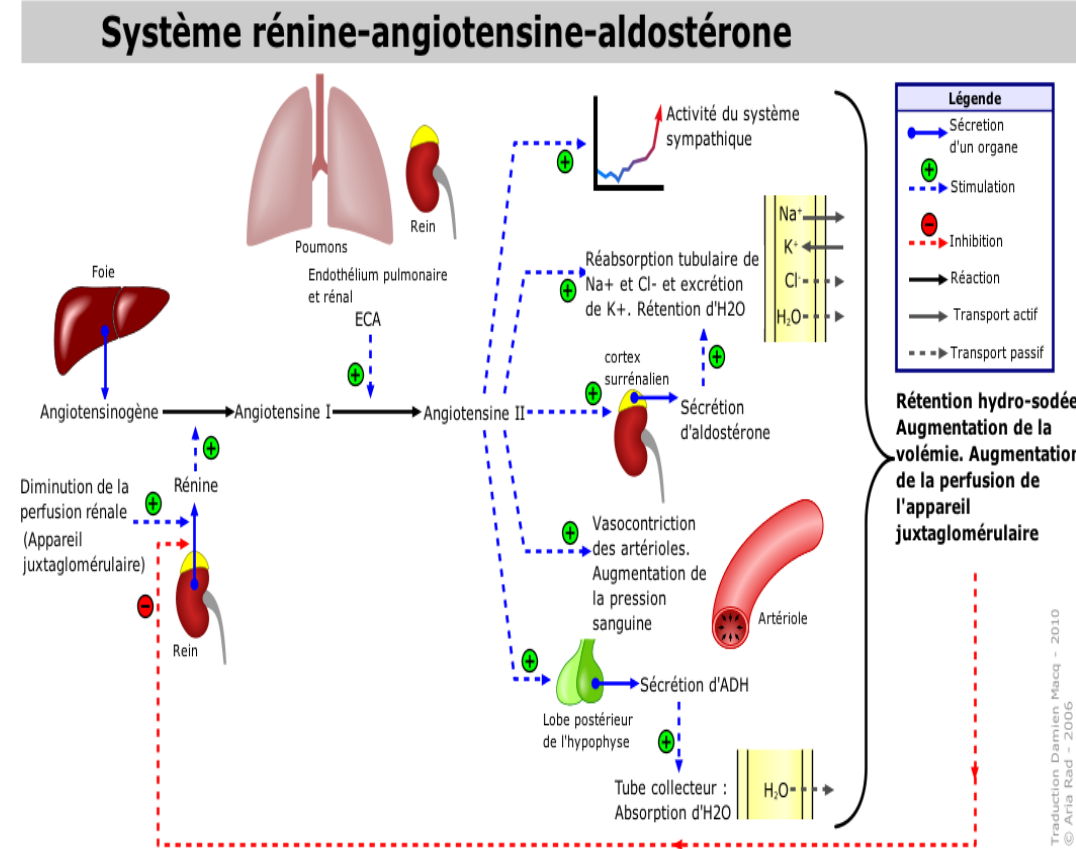 Système rénine-angiotensine-aldostérone
Poumons
Rein
Endothélium pulmonaire
et rénal
ECA
Foie
Angiotensinogène
Angiotensine I
Angiotensine II
Rénine
Diminution de la
perfusion rénale
(Appareil
juxtaglomérulaire)
Rein
Activité du système
sympathique
Réabsorption tubulaire de
Na+ et Cl- et excrétion
de K+. Rétention d'H2O
Na+
K+
Cl-
H2O
cortex
surrénalien
Sécrétion
d'aldostérone
Vasocontriction
des artérioles.
Augmentation de
la pression
sanguine
Artériole
Sécrétion d'ADH
Lobe postérieur
de l'hypophyse
Tube collecteur :
Absorption d'H2O
H2O
Légende
Sécretion
d'un organe
Stimulation
Inhibition
Réaction
Transport actif
Transport passif
Rétention hydro-sodée
Augmentation de la
volémie. Augmentation
de la perfusion de
l'appareil
juxtaglomérulaire
Traduction Damien Macq - 2010
© Aria Rad - 2006